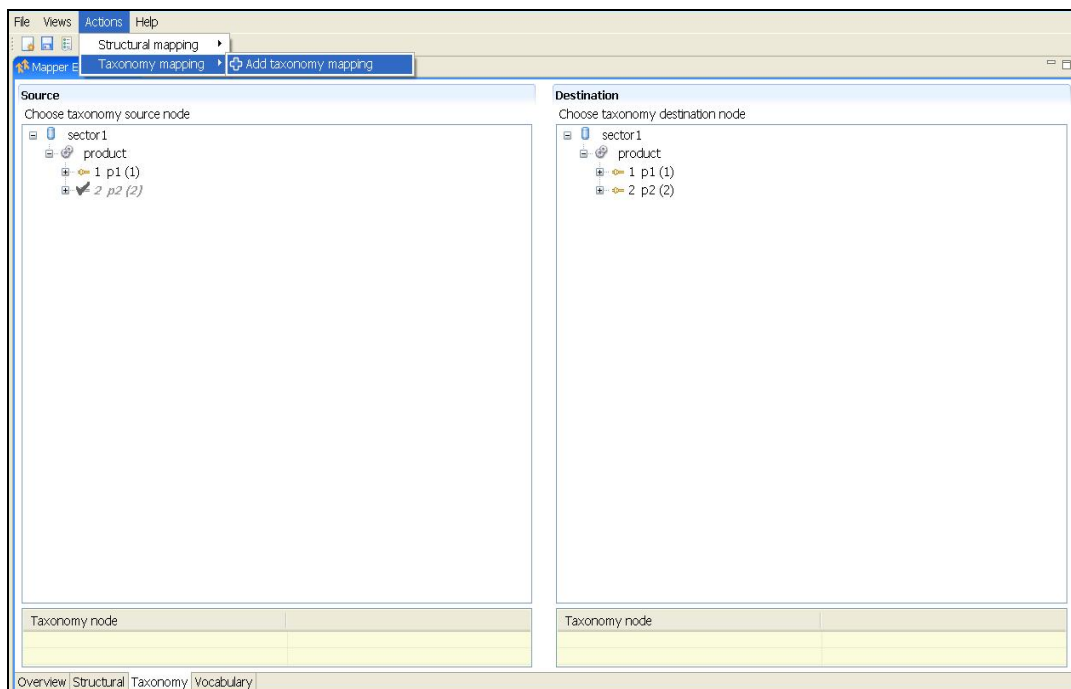 File Views Actions Help
Structural mapping
Mapper E Taxonomy mapping Add taxonomy mapping
Source Destination
Choose taxonomy source node Choose taxonomy destination node
sector1 sector1
product product
1 p1 (1) 1 p1 (1)
2 p2 (2) 2 p2 (2)
Taxonomy node Taxonomy node
Overview Structural Taxonomy Vocabulary